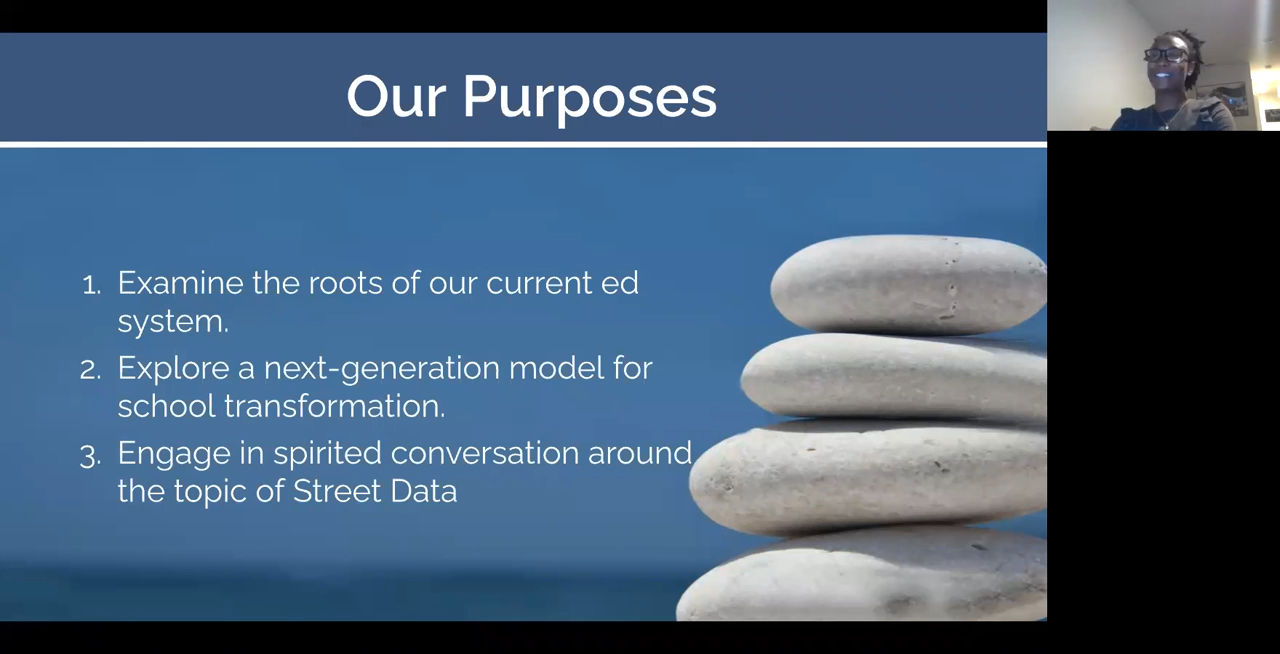 Our Purposes
1. Examine the roots of our current ed
system.
2. Explore a next-generation model for
school transformation.
3. Engage in spirited conversation around
the topic of Street Data